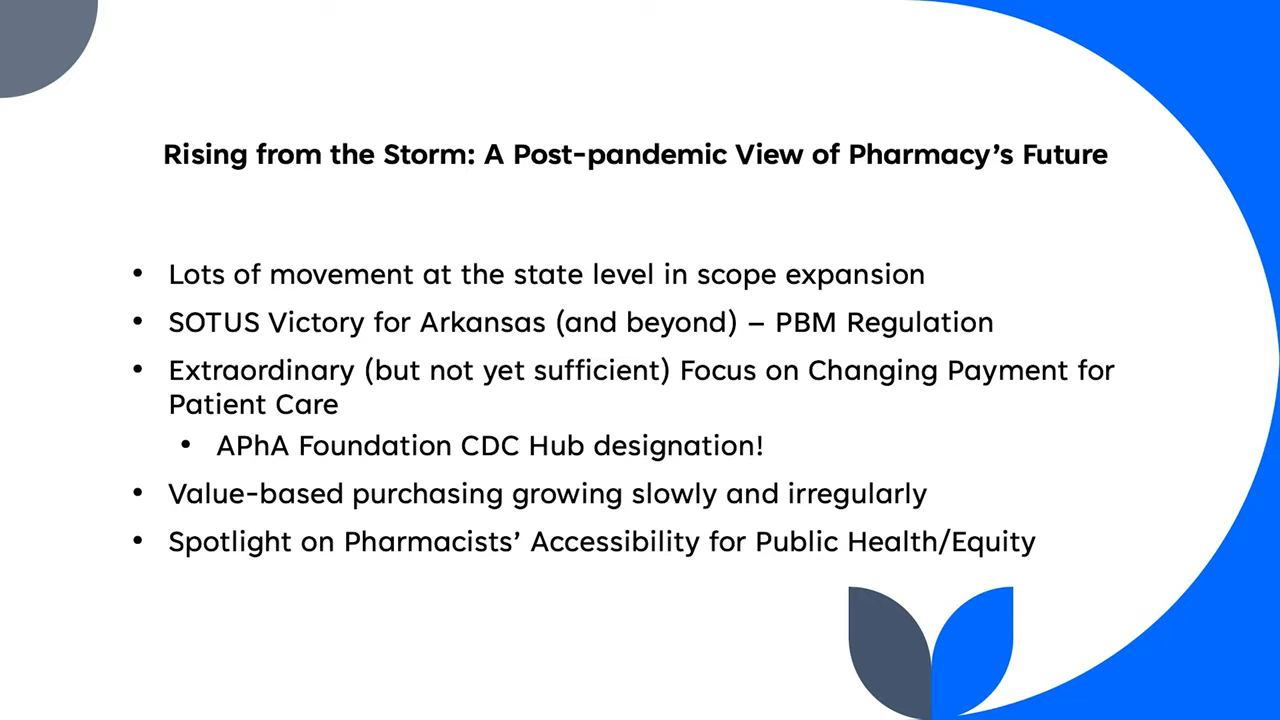 Rising from the Storm: A Post-pandemic View of Pharmacy’s Future
• Lots of movement at the state level in scope expansion
• SOTUS Victory for Arkansas (and beyond) – PBM Regulation
• Extraordinary (but not yet sufficient) Focus on Changing Payment for
Patient Care
• APhA Foundation CDC Hub designation!
• Value-based purchasing growing slowly and irregularly
• Spotlight on Pharmacists’ Accessibility for Public Health/Equity